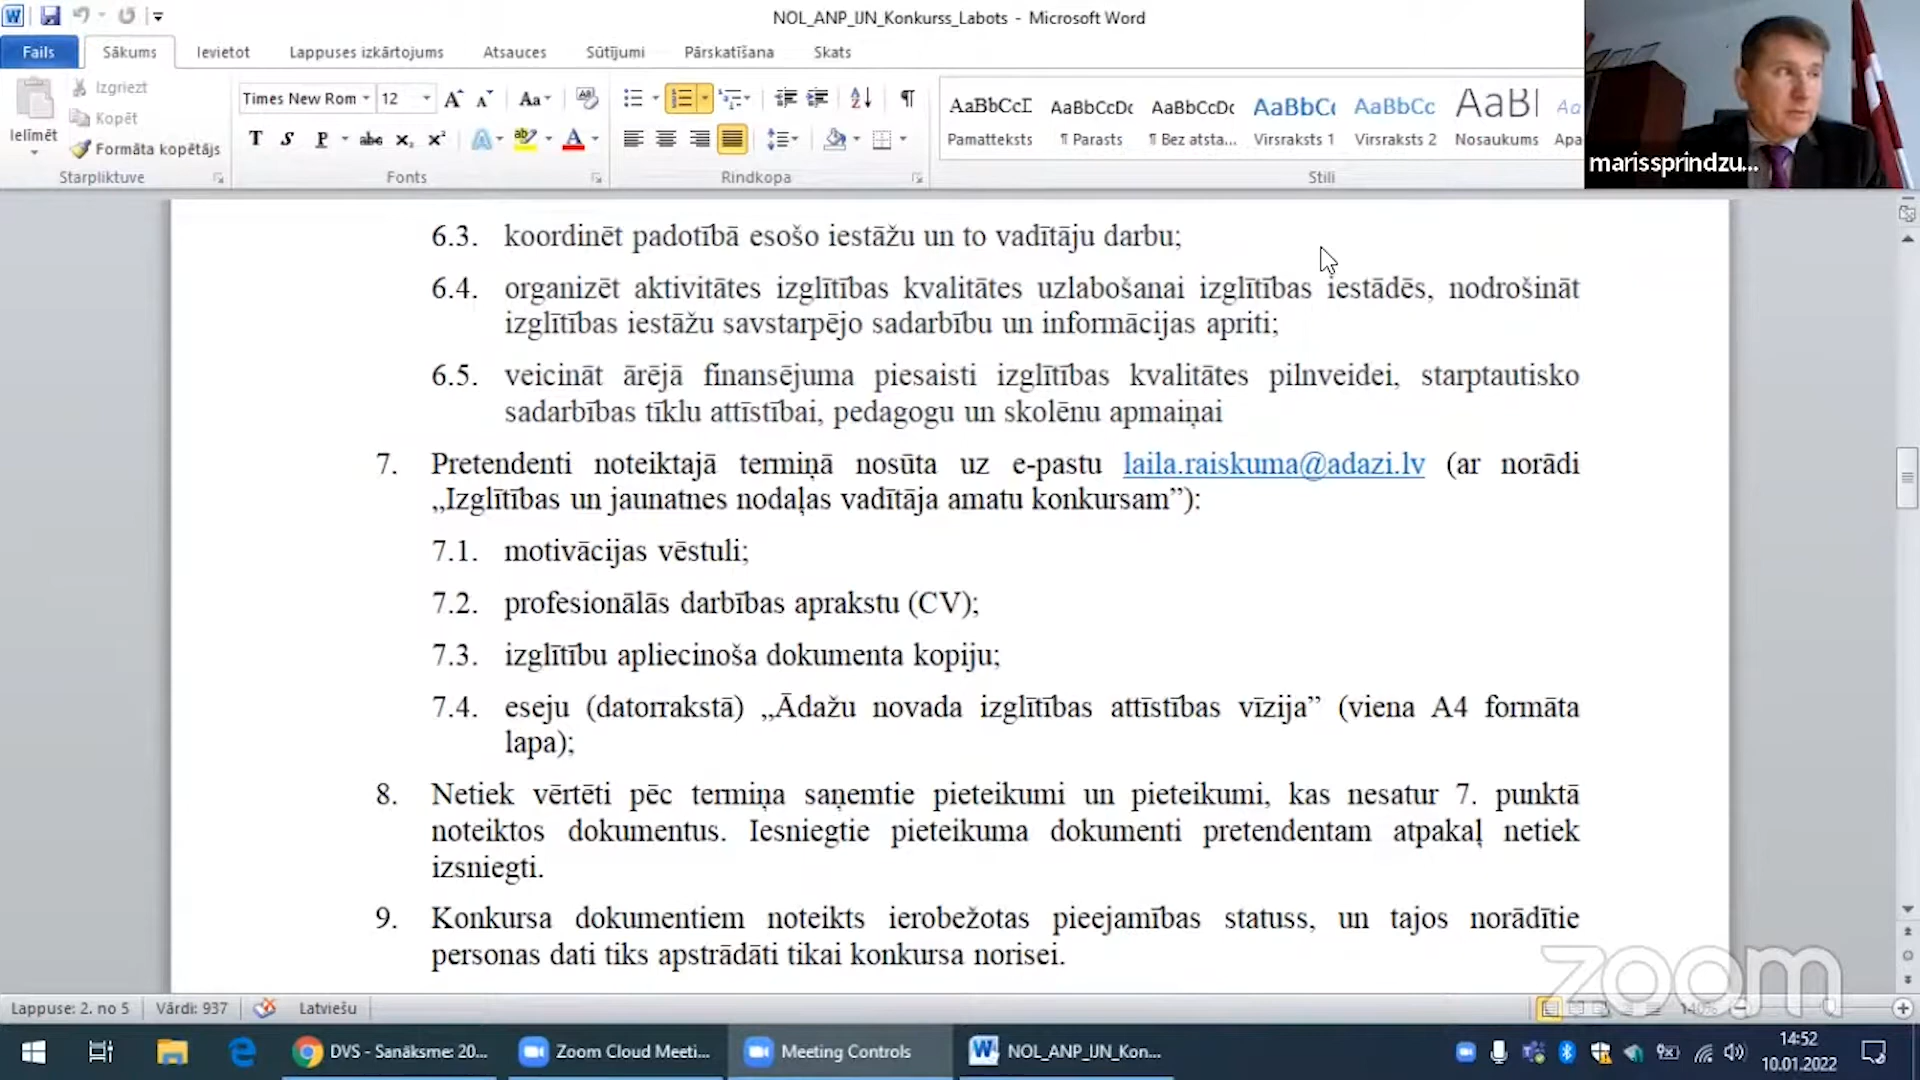 NOL_ANP_IJN_Konkurss_Labots - Microsoft Word
Fails Sākums Ievietot Lappuses izkārtojums Atsauces Sūtījumi Pārskatīšana Skats
Ielīmēt
Izgriezt
Kopēt
Formāta kopētājs
Times New Rom 12
AaBbCcI AaBbCcDc AaBbCcDc AaBbCc AaBbCc AaBI
Pamatteksts ¶ Parasts ¶ Bez atsta... Virsraksts 1 Virsraksts 2 Nosaukums Apa
Starpliktuve Fonts Rindkopa Stili
marissprindzu...
6.3. koordinēt padotībā esošo iestāžu un to vadītāju darbu;
6.4. organizēt aktivitātes izglītības kvalitātes uzlabošanai izglītības iestādēs, nodrošināt
izglītības iestāžu savstarpējo sadarbību un informācijas apriti;
6.5. veicināt ārējā finansējuma piesaisti izglītības kvalitātes pilnveidei, starptautisko
sadarbības tīklu attīstībai, pedagogu un skolēnu apmaiņai
7. Pretendenti noteiktajā termiņā nosūta uz e-pastu laila.raiskuma@adazi.lv (ar norādi
„Izglītības un jaunatnes nodaļas vadītāja amatu konkursam”):
7.1. motivācijas vēstuli;
7.2. profesionālās darbības aprakstu (CV);
7.3. izglītību apliecinoša dokumenta kopiju;
7.4. eseju (datorrakstā) „Ādažu novada izglītības attīstības vīzija” (viena A4 formāta
lapa);
8. Netiek vērtēti pēc termiņa saņemtie pieteikumi un pieteikumi, kas nesatur 7. punktā
noteiktos dokumentus. Iesniegtie pieteikuma dokumenti pretendentam atpakaļ netiek
izsniegti.
9. Konkursa dokumentiem noteikts ierobežotas pieejamības statuss, un tajos norādītie
personas dati tiks apstrādāti tikai konkursa norisei.
zoom
Lappuse: 2. no 5 Vārdi: 937 Latviešu 140%
DVS - Sanāksme: 20... Zoom Cloud Meeti... Meeting Controls NOL_ANP_IJN_Kon...
14:52
10.01.2022